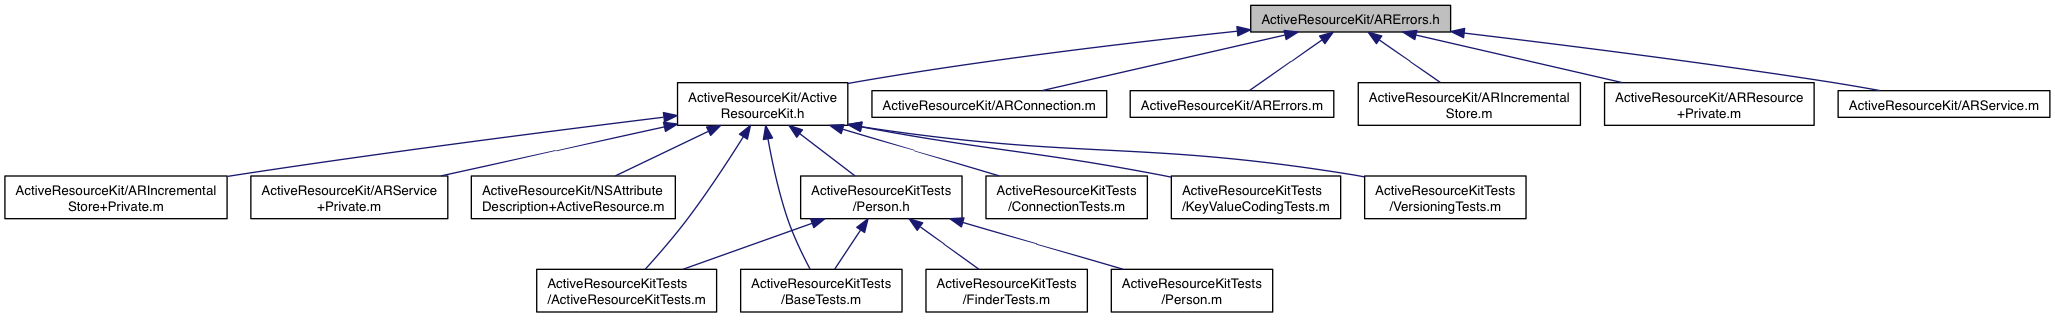 ActiveResourceKit/ARErrors.h
ActiveResourceKit/Active
ResourceKit.h
ActiveResourceKit/ARConnection.m
ActiveResourceKit/ARErrors.m
ActiveResourceKit/ARIncremental
Store.m
ActiveResourceKit/ARResource
+Private.m
ActiveResourceKit/ARService.m
ActiveResourceKit/ARIncremental
Store+Private.m
ActiveResourceKit/ARService
+Private.m
ActiveResourceKit/NSAttribute
Description+ActiveResource.m
ActiveResourceKitTests
/Person.h
ActiveResourceKitTests
/ConnectionTests.m
ActiveResourceKitTests
/KeyValueCodingTests.m
ActiveResourceKitTests
/VersioningTests.m
ActiveResourceKitTests
/ActiveResourceKitTests.m
ActiveResourceKitTests
/BaseTests.m
ActiveResourceKitTests
/FinderTests.m
ActiveResourceKitTests
/Person.m